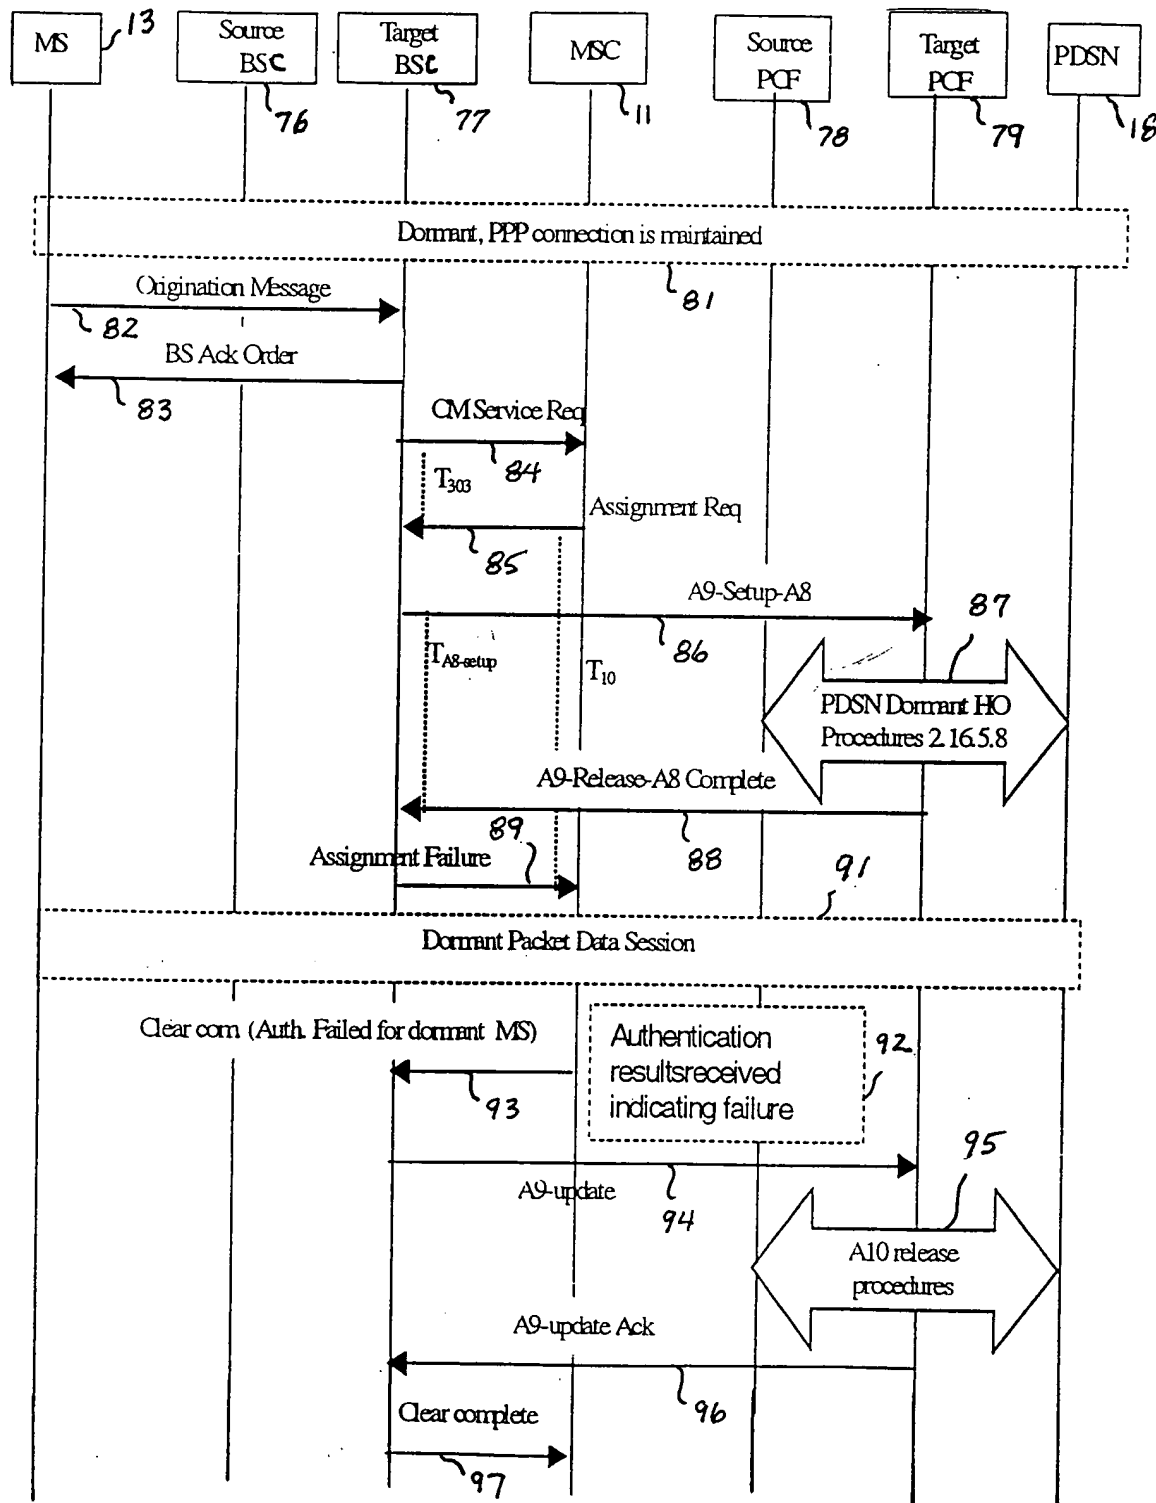 MS
13
Source
BSC
76
Target
BSC
77
MSC
11
Source
PCF
78
Target
PCF
79
PDSN
18
Dormant, PPP connection is maintained
81
Origination Message
82
BS Ack Order
83
CM Service Req
84
T303
Assignment Req
85
A9-Setup-A8
86
87
TA8-setup
T10
PDSN Dormant HO
Procedures 2.16.5.8
A9-Release-A8 Complete
88
89
Assignment Failure
91
Dormant Packet Data Session
Clear com (Auth. Failed for dormant MS)
93
Authentication
resultsreceived
indicating failure
92
A9-update
94
95
A10 release
procedures
A9-update Ack
96
Clear complete
97